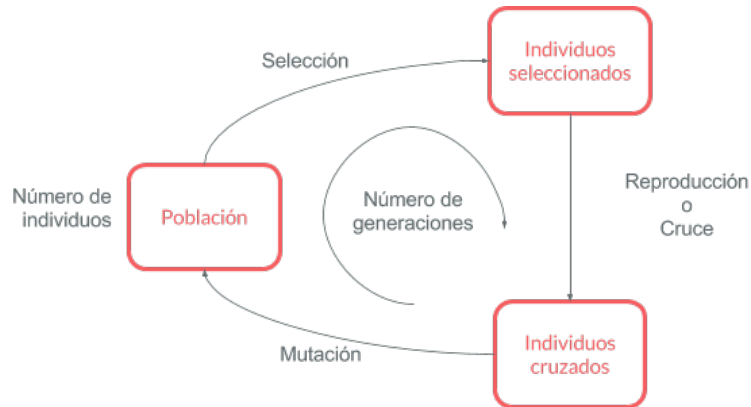 Selección
Individuos
seleccionados
Número de
individuos
Población
Número de
generaciones
Reproducción
o
Cruce
Mutación
Individuos
cruzados